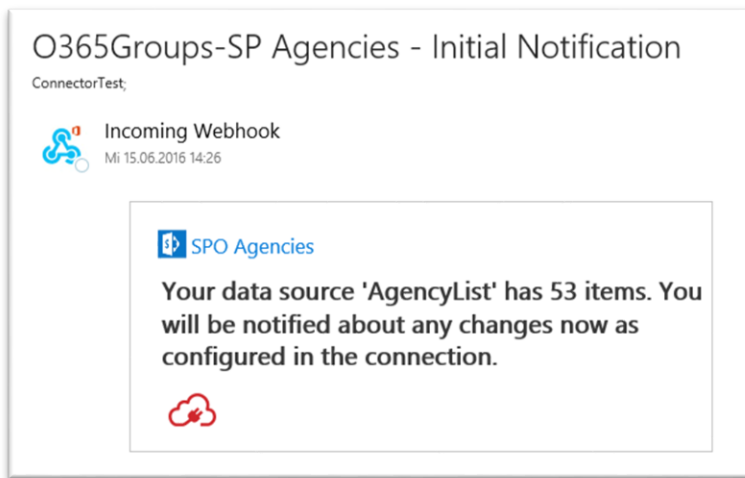 O365Groups-SP Agencies - Initial Notification
ConnectorTest;
Incoming Webhook
Mi 15.06.2016 14:26
SPO Agencies
Your data source 'AgencyList' has 53 items. You
will be notified about any changes now as
configured in the connection.